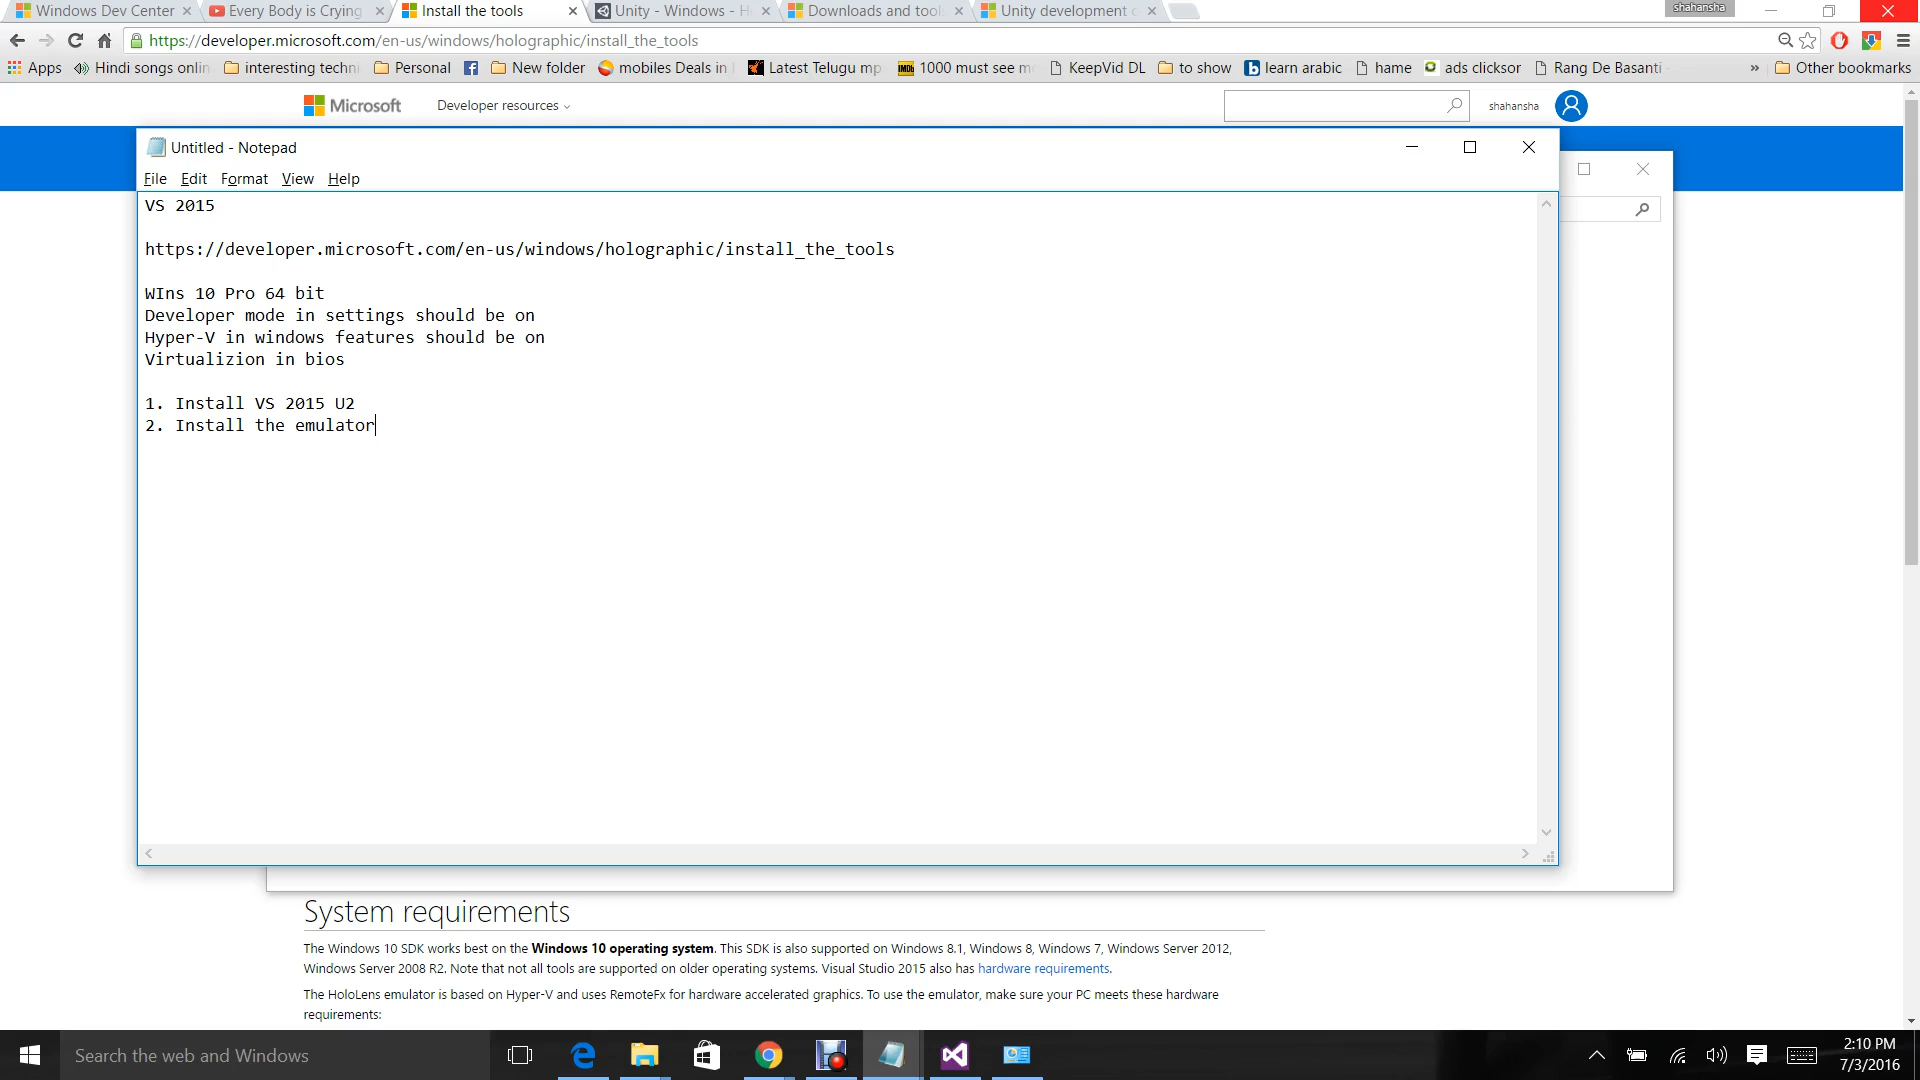 Windows Dev Center
Every Body is Crying
Install the tools
Unity - Windows - H
Downloads and tool
Unity development
shahansha
https://developer.microsoft.com/en-us/windows/holographic/install_the_tools
Apps
Hindi songs onlin
interesting techni
Personal
New folder
mobiles Deals in
Latest Telugu mp
IMDb
1000 must see m
KeepVid DL
to show
learn arabic
hame
ads clicksor
Rang De Basanti
»
Other bookmarks
Microsoft
Developer resources
shahansha
Untitled - Notepad
File Edit Format View Help
VS 2015
https://developer.microsoft.com/en-us/windows/holographic/install_the_tools
WIns 10 Pro 64 bit
Developer mode in settings should be on
Hyper-V in windows features should be on
Virtualizion in bios
1. Install VS 2015 U2
2. Install the emulator
System requirements
The Windows 10 SDK works best on the Windows 10 operating system. This SDK is also supported on Windows 8.1, Windows 8, Windows 7, Windows Server 2012,
Windows Server 2008 R2. Note that not all tools are supported on older operating systems. Visual Studio 2015 also has hardware requirements.
The HoloLens emulator is based on Hyper-V and uses RemoteFx for hardware accelerated graphics. To use the emulator, make sure your PC meets these hardware
requirements:
Search the web and Windows
2:10 PM
7/3/2016